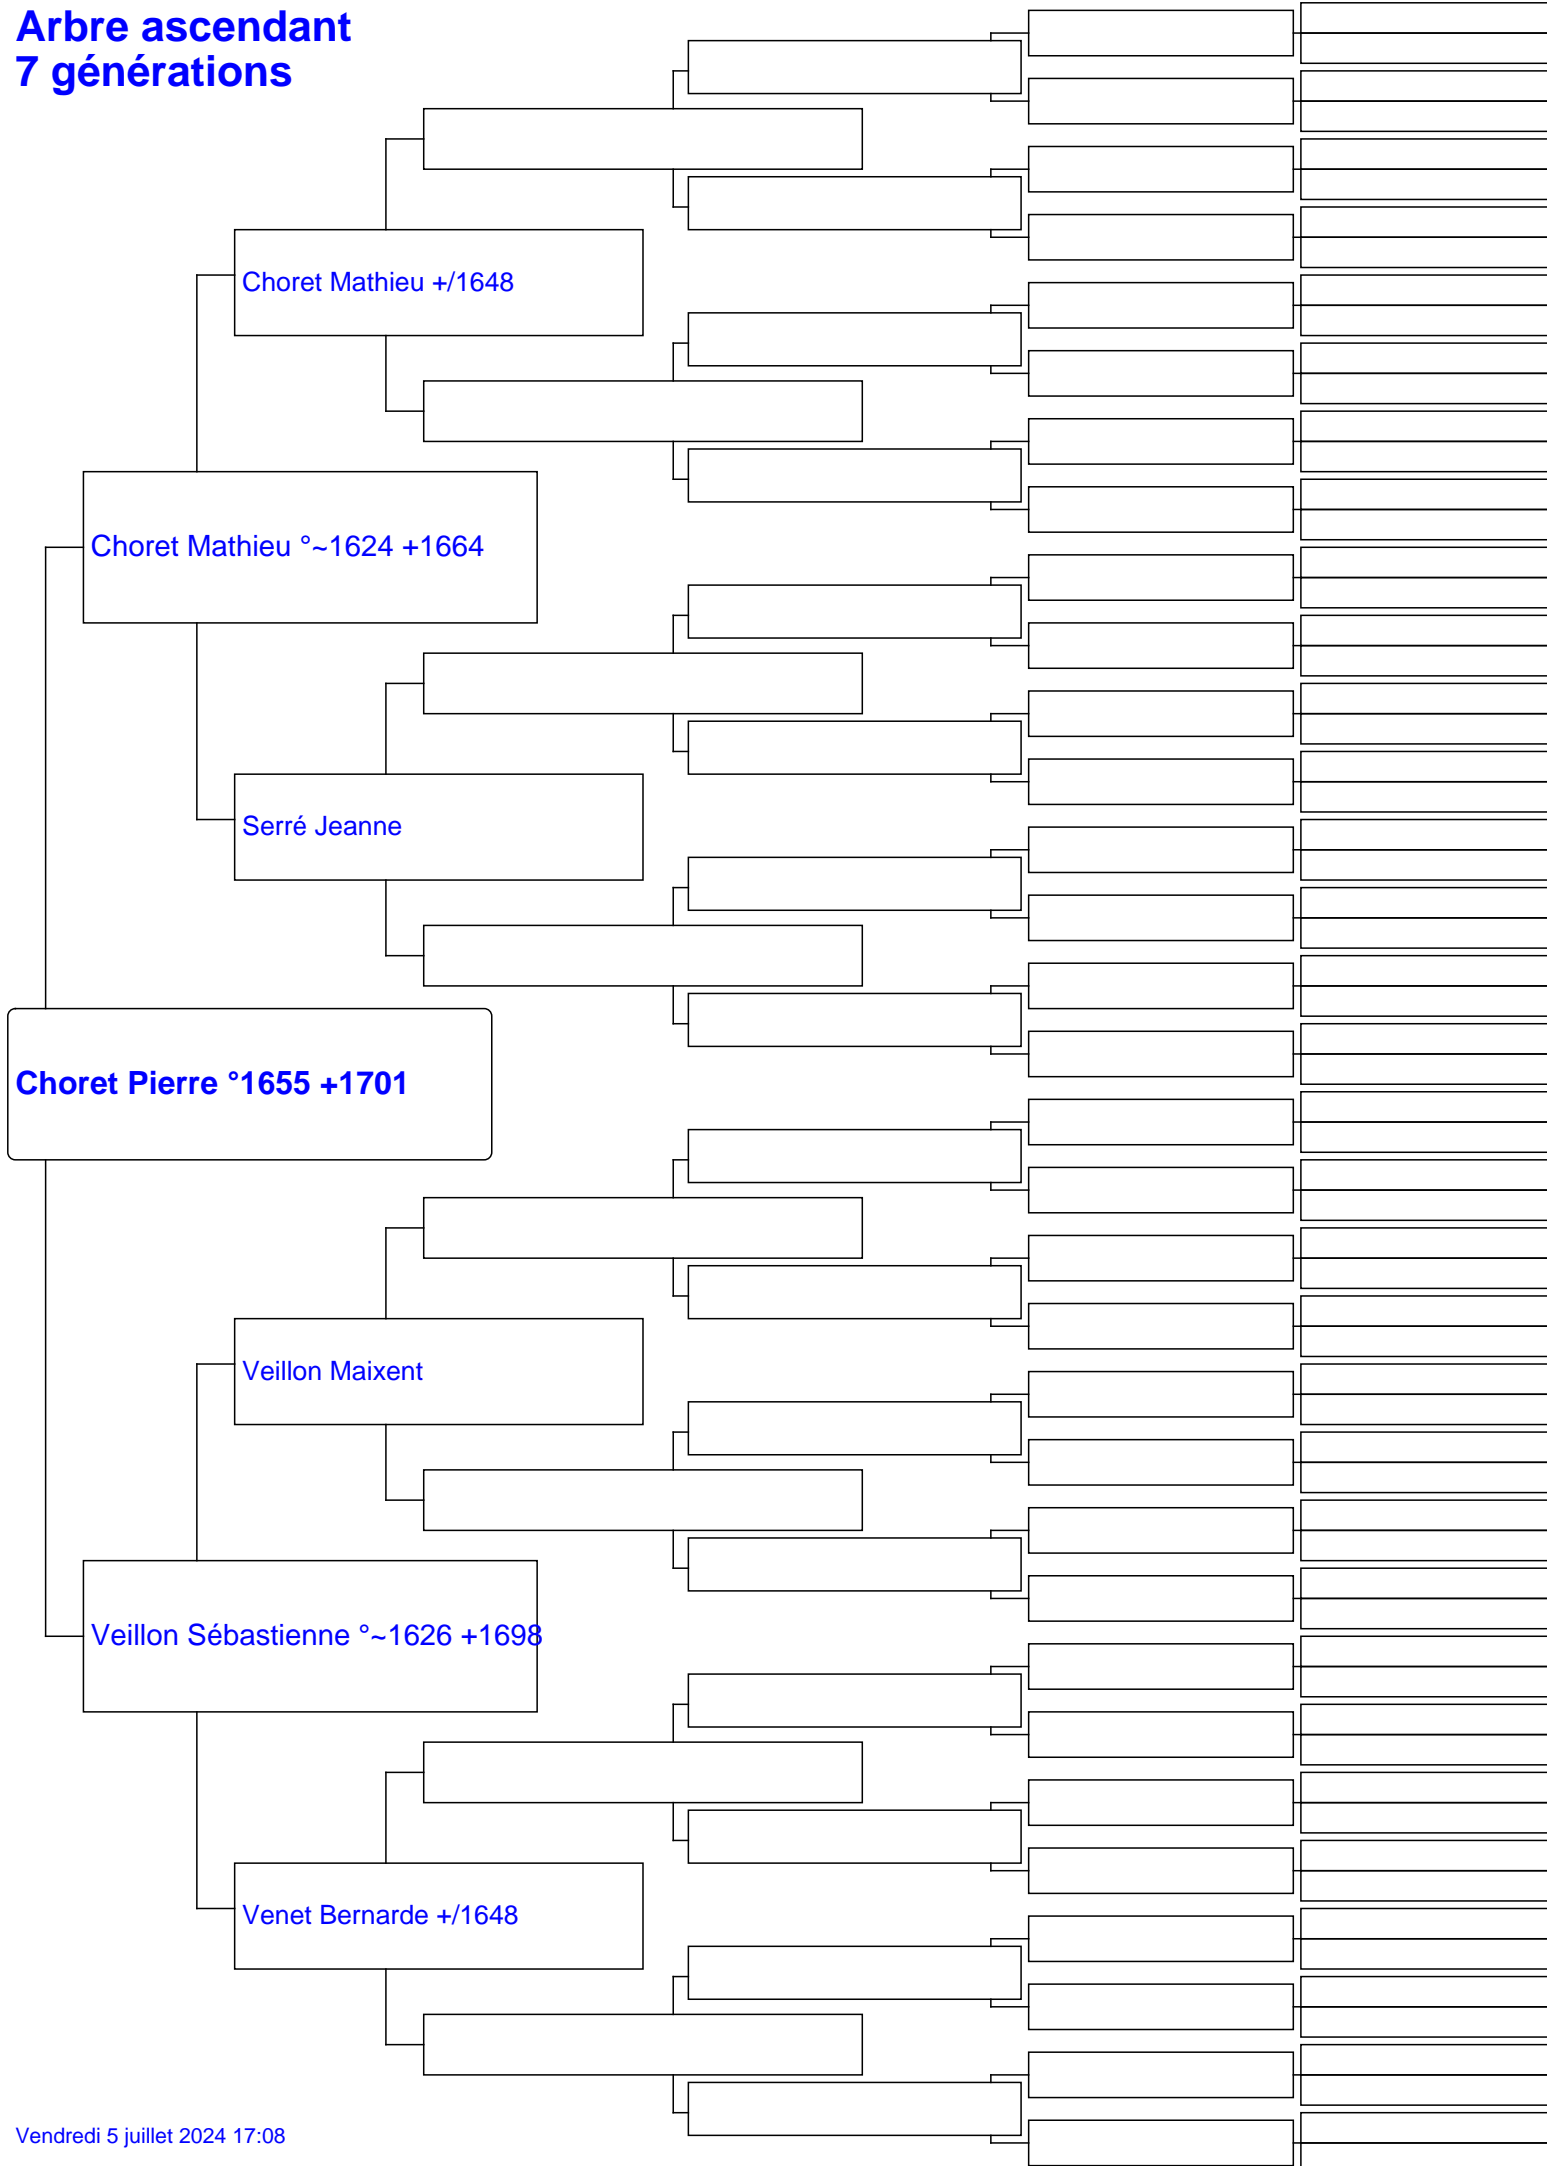 Arbre ascendant
7 générations
Choret Mathieu +/1648
Choret Mathieu °~1624 +1664
Serré Jeanne
Choret Pierre °1655 +1701
Veillon Maixent
Veillon Sébastienne °~1626 +1698
Venet Bernarde +/1648
Vendredi 5 juillet 2024 17:08